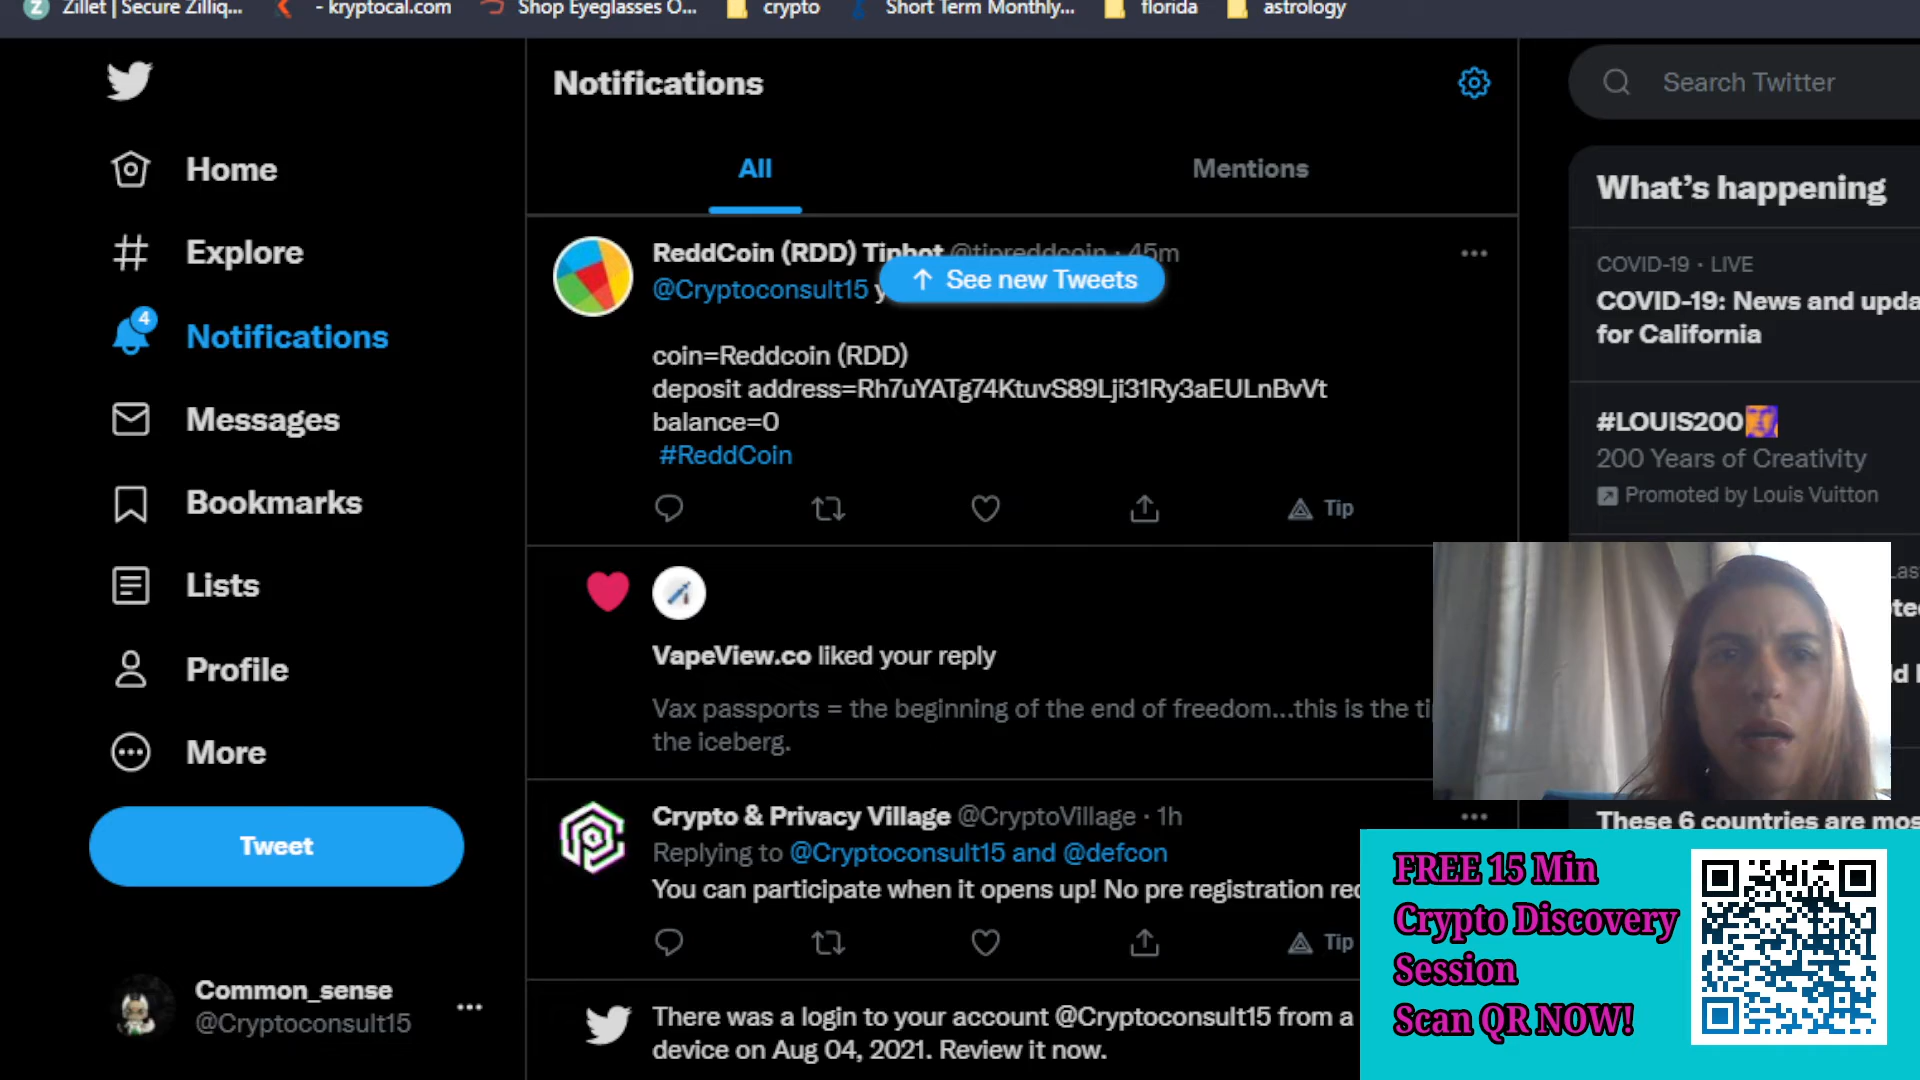 Zillet | Secure Zilliq...
- kryptocal.com
Shop Eyeglasses O...
crypto
Short Term Monthly...
florida
astrology
Notifications
Search Twitter
Home
Explore
4
Notifications
Messages
Bookmarks
Lists
Profile
More
Tweet
Common_sense
@Cryptoconsult15
All
Mentions
ReddCoin (RDD) Tipbot @tipreddcoin · 45m
@Cryptoconsult15 y
See new Tweets
coin=Reddcoin (RDD)
deposit address=Rh7uYATg74KtuvS89Lji31Ry3aEULnBvVt
balance=0
#ReddCoin
Tip
VapeView.co liked your reply
Vax passports = the beginning of the end of freedom...this is the ti
the iceberg.
Crypto & Privacy Village @CryptoVillage · 1h
Replying to @Cryptoconsult15 and @defcon
You can participate when it opens up! No pre registration rec
Tip
There was a login to your account @Cryptoconsult15 from a
device on Aug 04, 2021. Review it now.
What's happening
COVID-19 · LIVE
COVID-19: News and upda
for California
#LOUIS200
200 Years of Creativity
Promoted by Louis Vuitton
These 6 countries are mos
FREE 15 Min
Crypto Discovery
Session
Scan QR NOW!